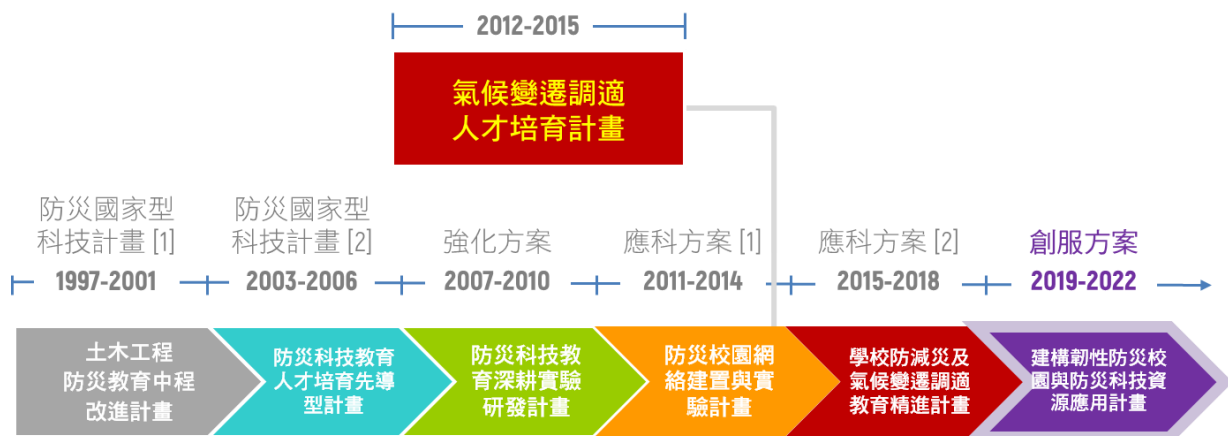 2012-2015
氣候變遷調適
人才培育計畫
防災國家型
科技計畫 [1]
1997-2001
防災國家型
科技計畫 [2]
2003-2006
強化方案
2007-2010
應科方案 [1]
2011-2014
應科方案 [2]
2015-2018
創服方案
2019-2022
土木工程
防災教育中程
改進計畫
防災科技教育
人才培育先導
型計畫
防災科技教
育深耕實驗
研發計畫
防災校園網
絡建置與實
驗計畫
學校防減災及
氣候變遷調適
教育精進計畫
建構韌性防災校
園與防災科技資
源應用計畫